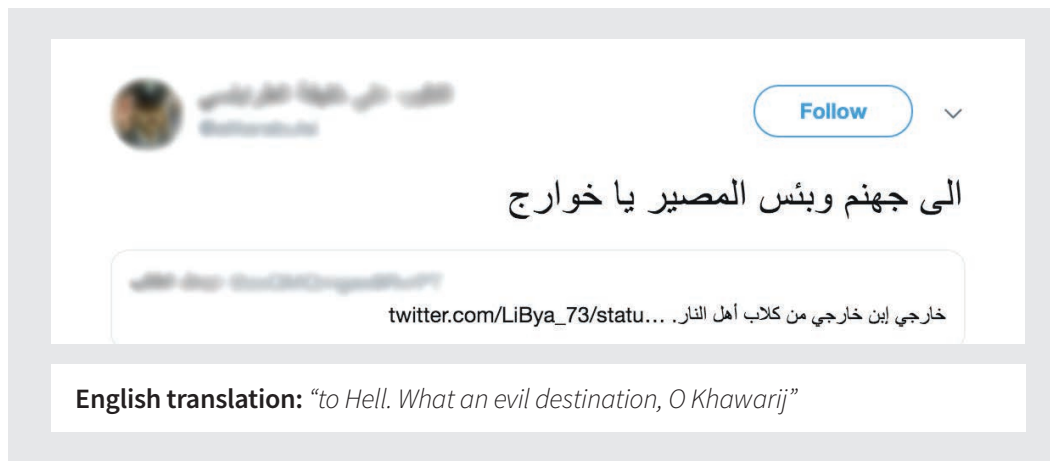 Follow
الى جهنم وبئس المصير يا خوارج
خارجي إبن خارجي من كلاب أهل النار. ...twitter.com/LiBya_73/statu
English translation: “to Hell. What an evil destination, O Khawarij”